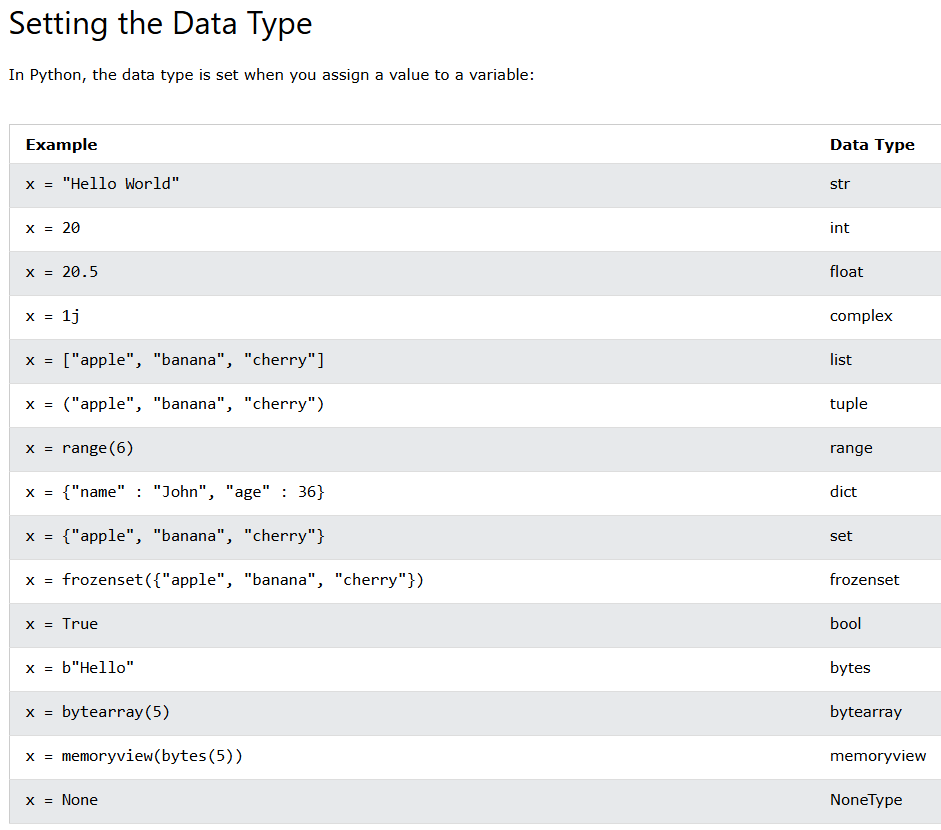 Setting the Data Type
In Python, the data type is set when you assign a value to a variable:
Example Data Type
x = "Hello World" str
x = 20 int
x = 20.5 float
x = 1j complex
x = ["apple", "banana", "cherry"] list
x = ("apple", "banana", "cherry") tuple
x = range(6) range
x = {"name" : "John", "age" : 36} dict
x = {"apple", "banana", "cherry"} set
x = frozenset({"apple", "banana", "cherry"}) frozenset
x = True bool
x = b"Hello" bytes
x = bytearray(5) bytearray
x = memoryview(bytes(5)) memoryview
x = None NoneType